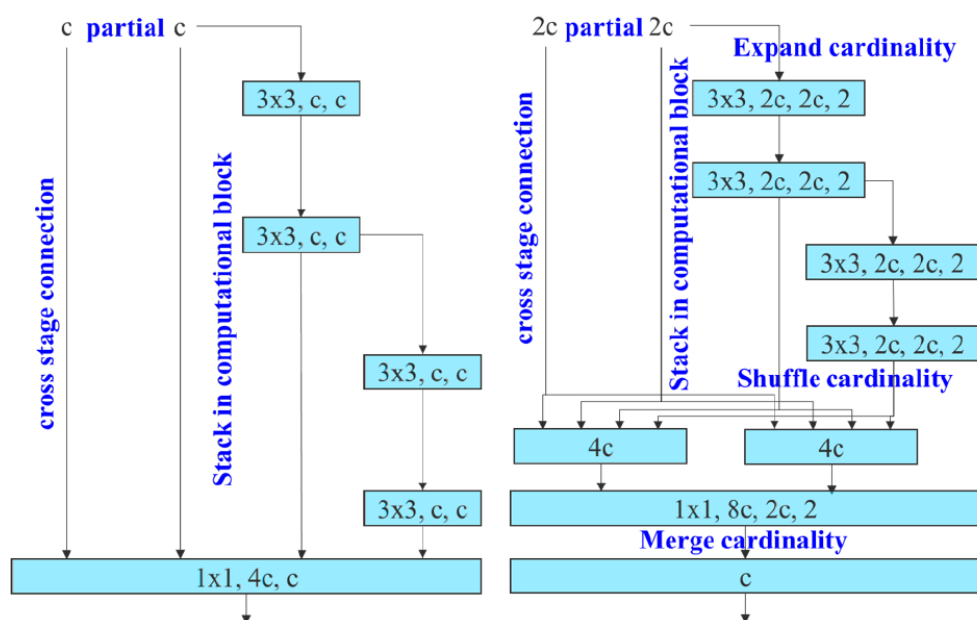 c partial c
3x3, c, c
cross stage connection
Stack in computational block
3x3, c, c
3x3, c, c
3x3, c, c
1x1, 4c, c
2c partial 2c
Expand cardinality
3x3, 2c, 2c, 2
cross stage connection
Stack in computational block
3x3, 2c, 2c, 2
3x3, 2c, 2c, 2
3x3, 2c, 2c, 2
Shuffle cardinality
4c
4c
1x1, 8c, 2c, 2
Merge cardinality
c